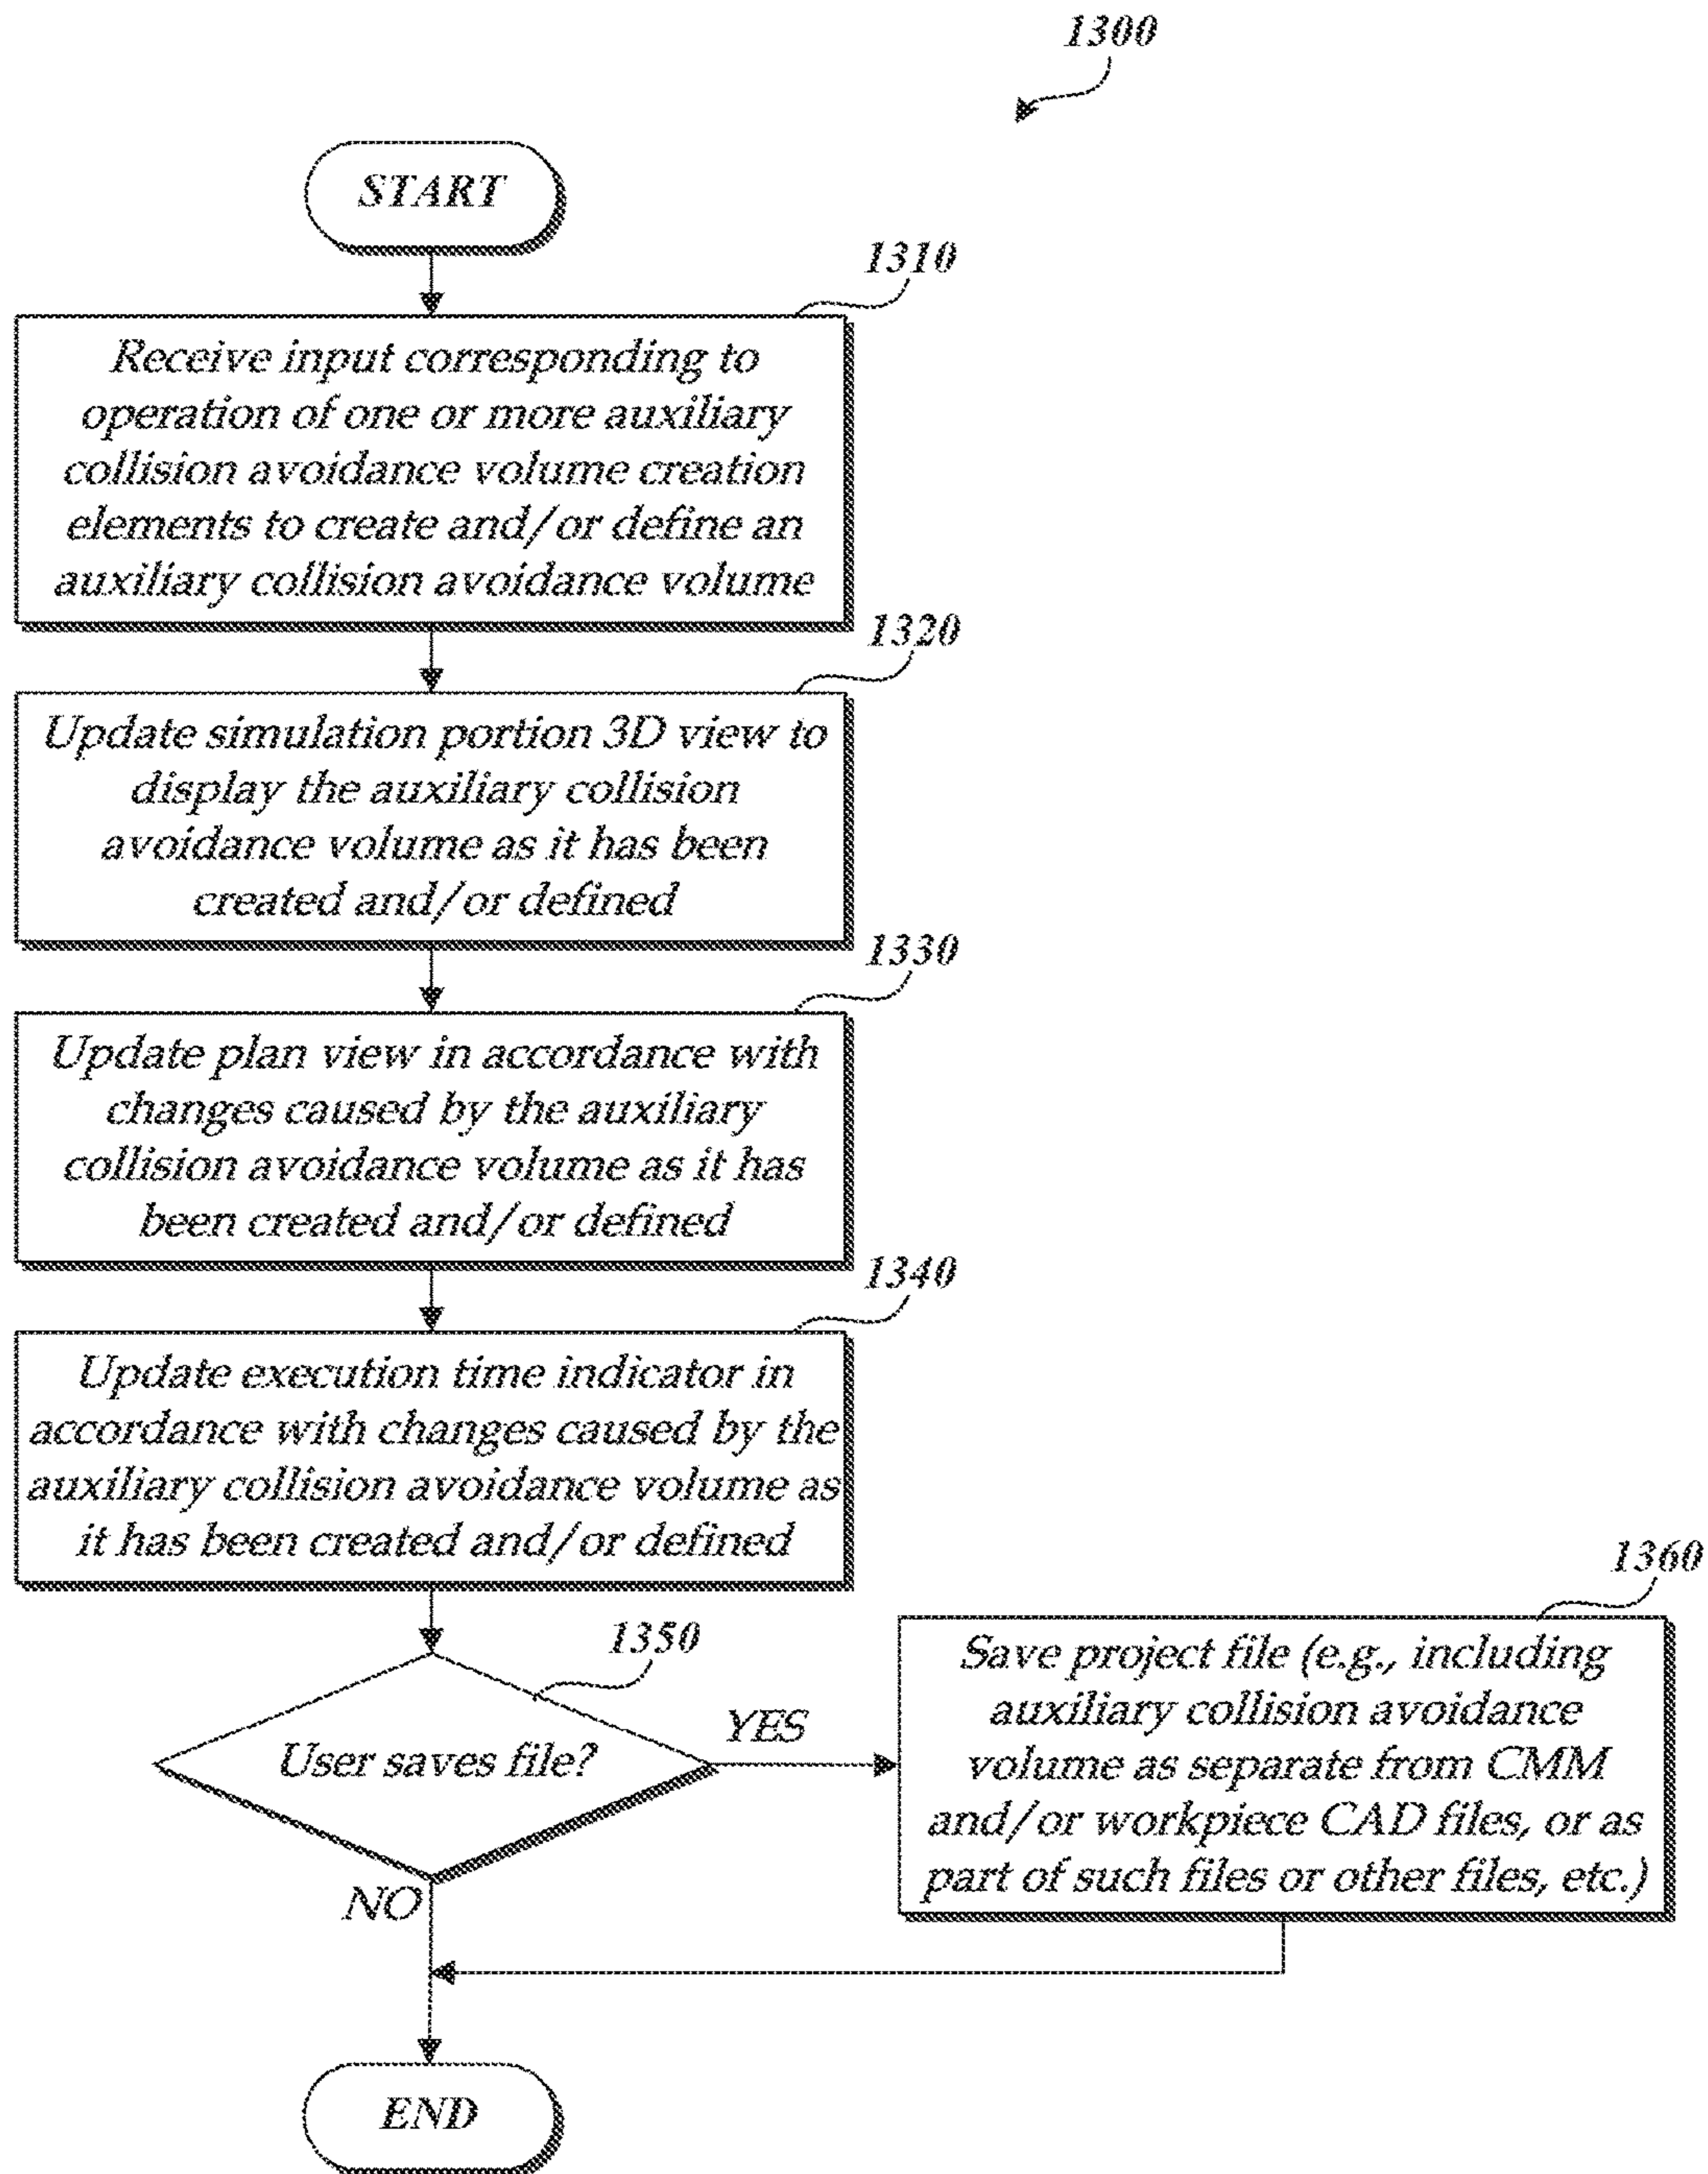 1300
START
1310
Receive input corresponding to
operation of one or more auxiliary
collision avoidance volume creation
elements to create and/or define an
auxiliary collision avoidance volume
1320
Update simulation portion 3D view to
display the auxiliary collision
avoidance volume as it has been
created and/or defined
1330
Update plan view in accordance with
changes caused by the auxiliary
collision avoidance volume as it has
been created and/or defined
1340
Update execution time indicator in
accordance with changes caused by the
auxiliary collision avoidance volume as
it has been created and/or defined
1350
User saves file?
YES
1360
Save project file (e.g., including
auxiliary collision avoidance
volume as separate from CMM
and/or workpiece CAD files, or as
part of such files or other files, etc.)
NO
END